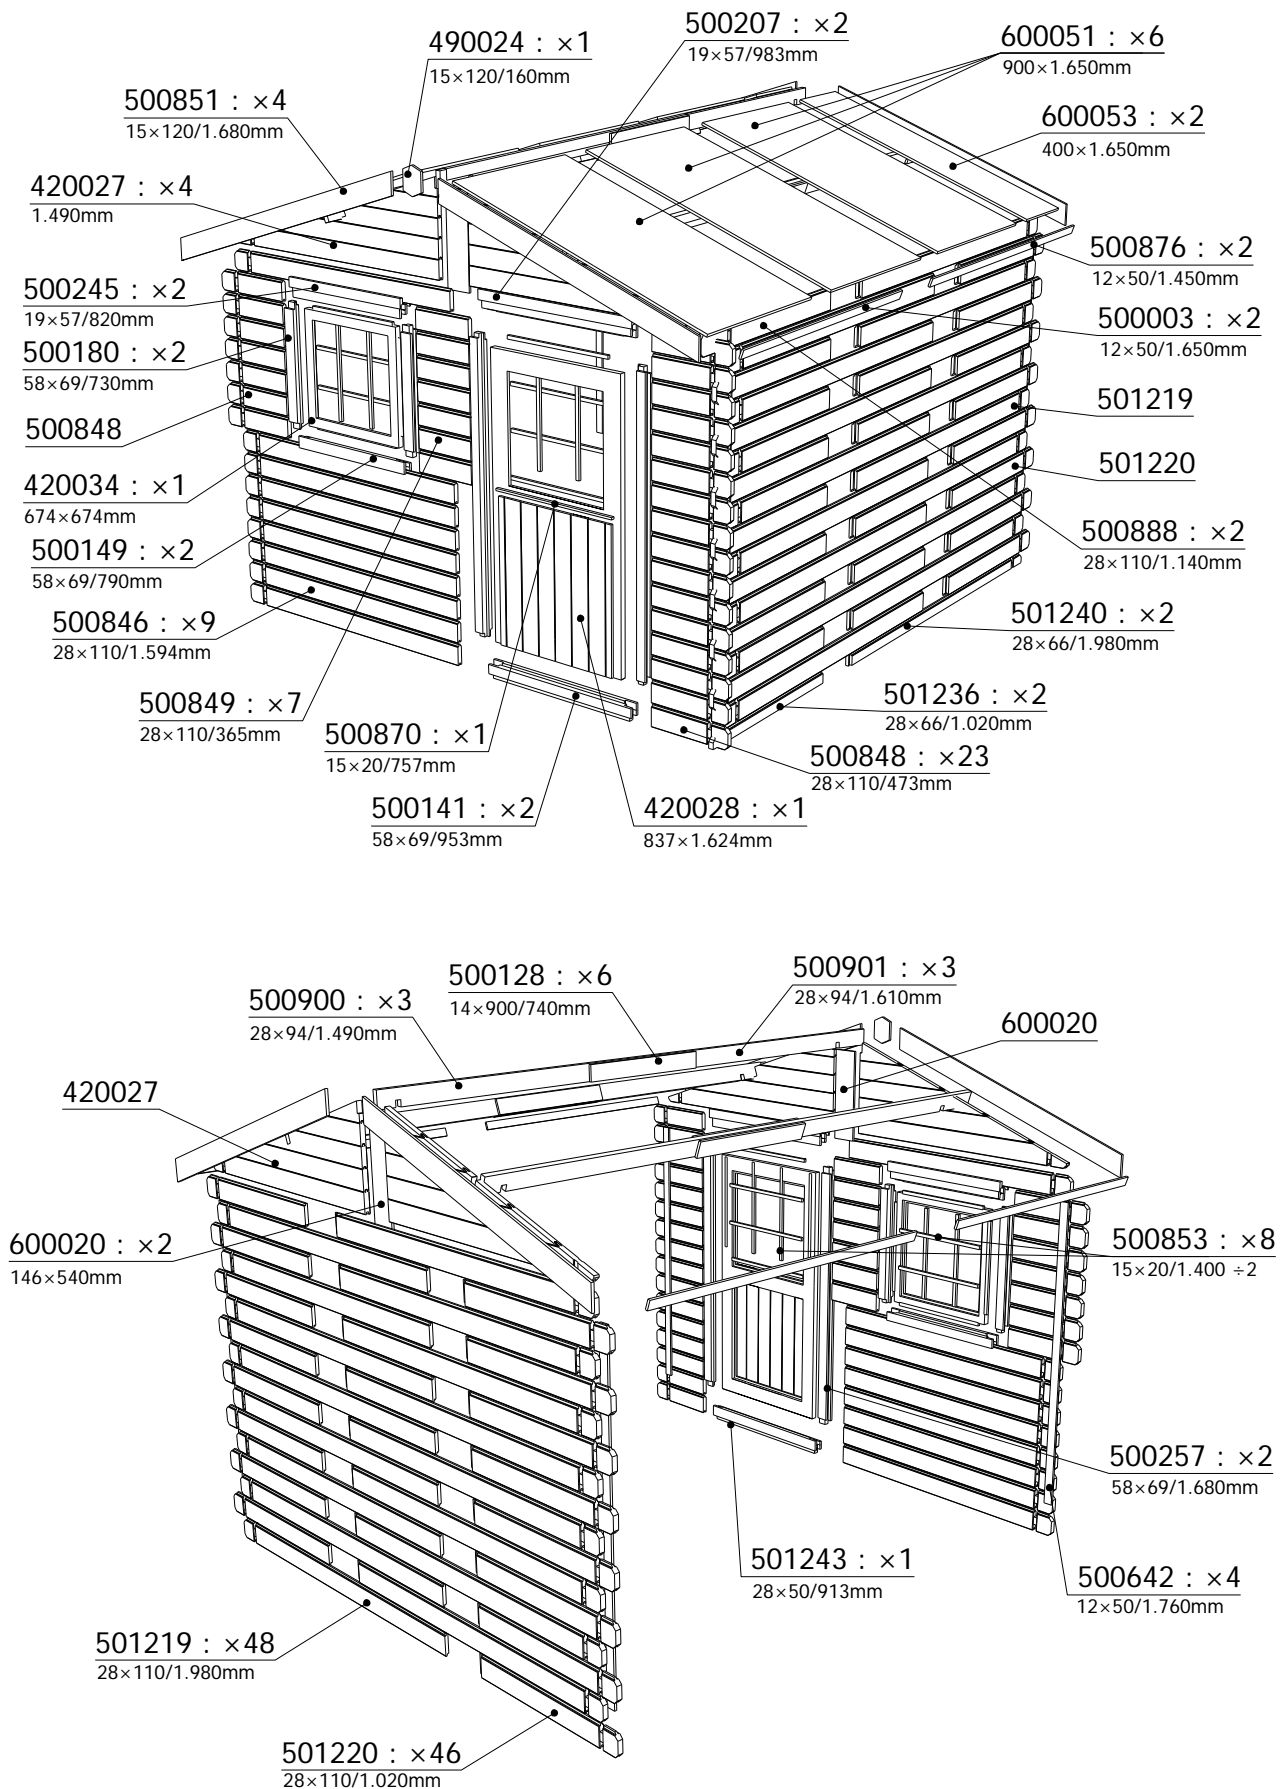 490024 : ×1
15×120/160mm
500207 : ×2
19×57/983mm
600051 : ×6
900×1.650mm
500851 : ×4
15×120/1.680mm
600053 : ×2
400×1.650mm
420027 : ×4
1.490mm
500876 : ×2
12×50/1.450mm
500245 : ×2
19×57/820mm
500003 : ×2
12×50/1.650mm
500180 : ×2
58×69/730mm
501219
500848
501220
420034 : ×1
674×674mm
500888 : ×2
28×110/1.140mm
500149 : ×2
58×69/790mm
501240 : ×2
28×66/1.980mm
500846 : ×9
28×110/1.594mm
501236 : ×2
28×66/1.020mm
500849 : ×7
28×110/365mm
500870 : ×1
15×20/757mm
500848 : ×23
28×110/473mm
500141 : ×2
58×69/953mm
420028 : ×1
837×1.624mm
500901 : ×3
28×94/1.610mm
500128 : ×6
14×900/740mm
500900 : ×3
28×94/1.490mm
600020
420027
600020 : ×2
146×540mm
500853 : ×8
15×20/1.400 ÷2
500257 : ×2
58×69/1.680mm
501243 : ×1
28×50/913mm
500642 : ×4
12×50/1.760mm
501219 : ×48
28×110/1.980mm
501220 : ×46
28×110/1.020mm